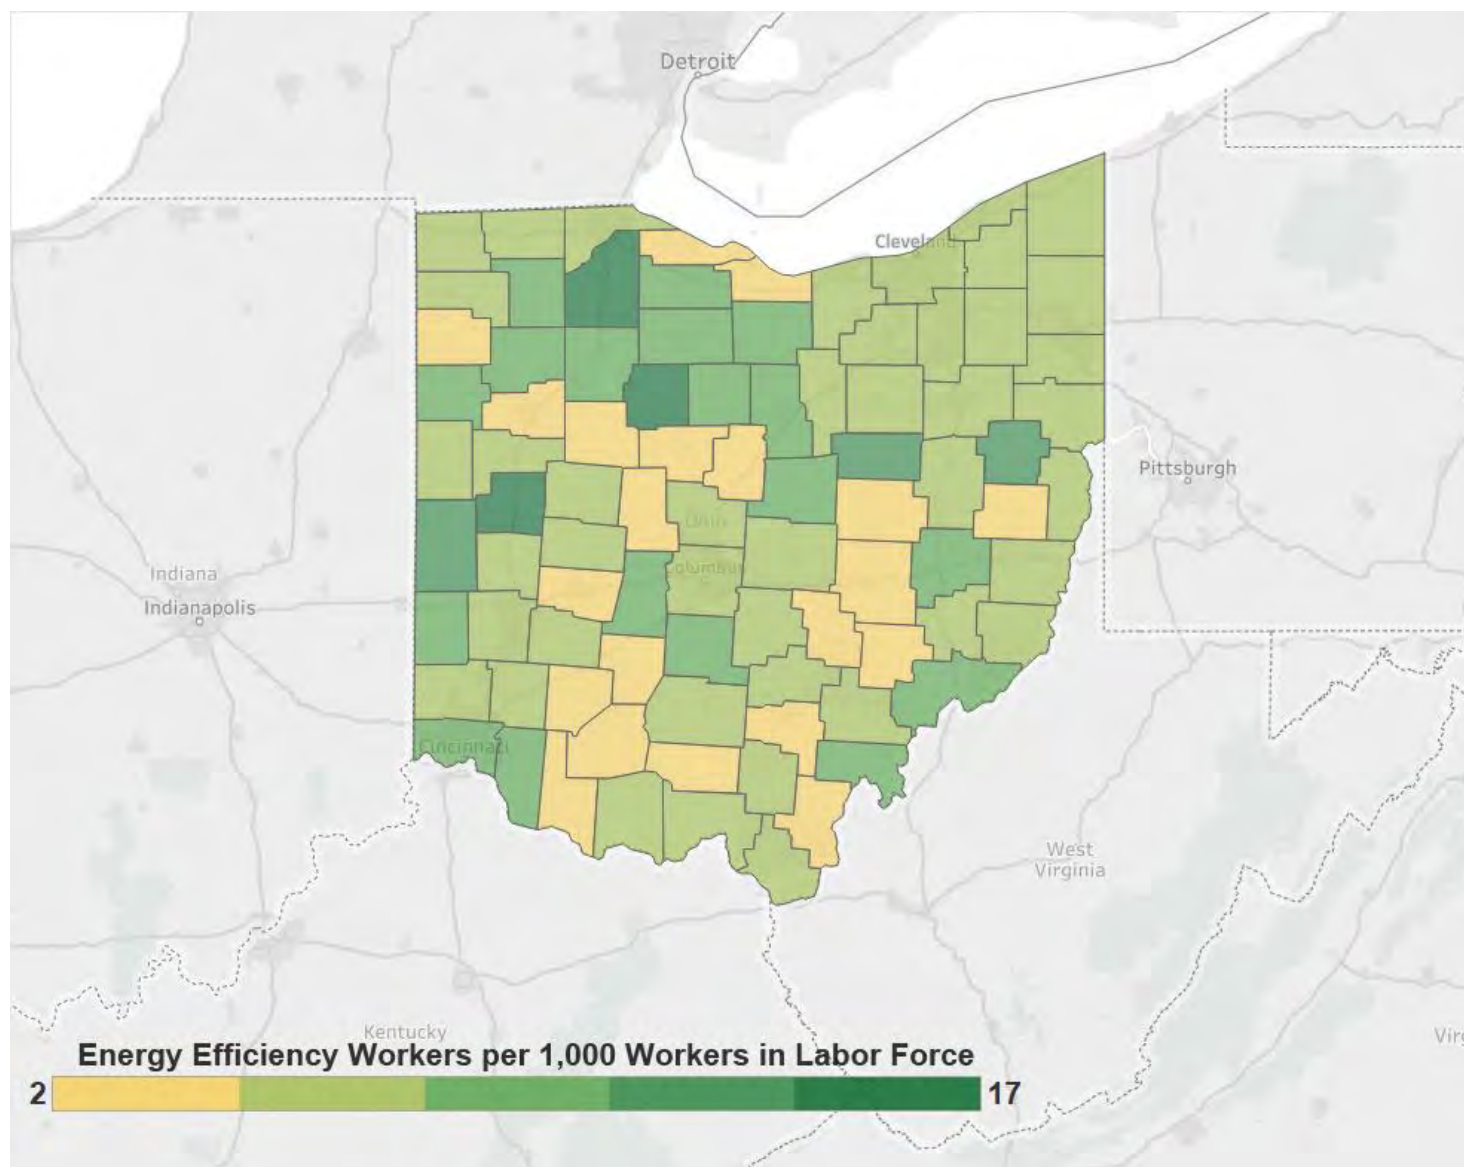 Detroit
Cleveland
Pittsburgh
Ohio
Indiana
Columbus
Indianapolis
Cincinnati
West
Virginia
Kentucky
Virg
Energy Efficiency Workers per 1,000 Workers in Labor Force
2
17